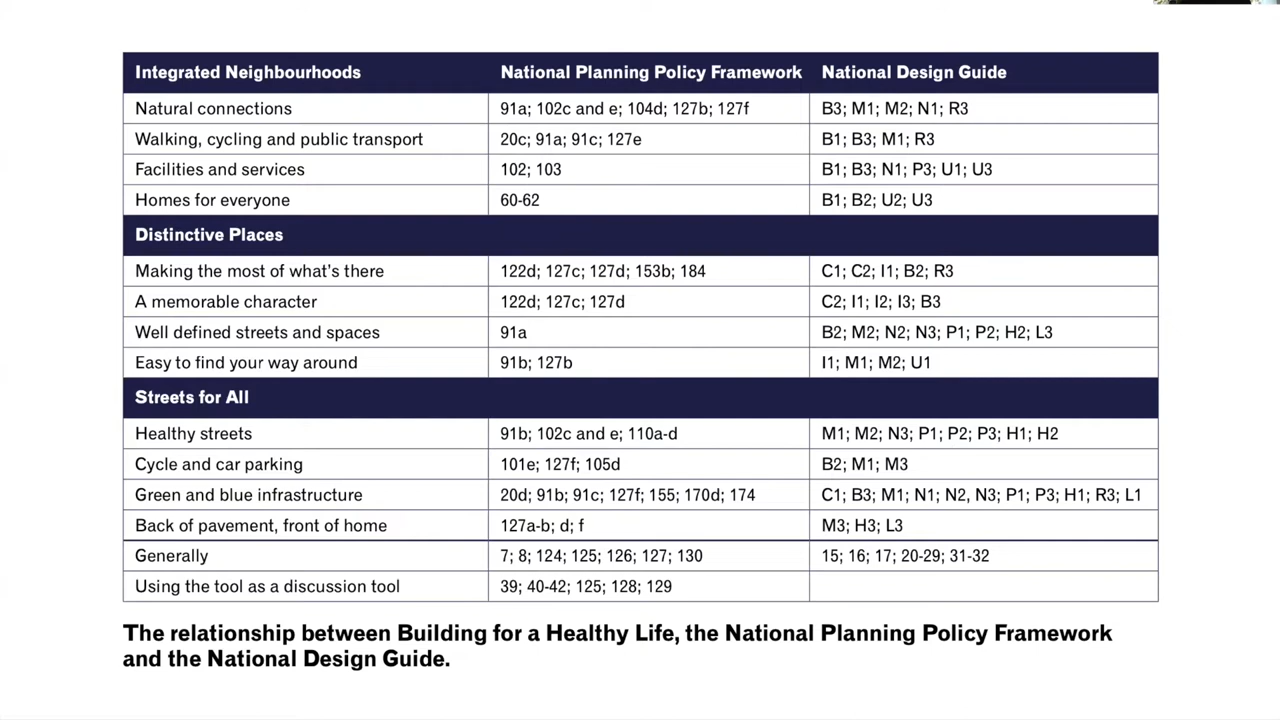 Integrated Neighbourhoods National Planning Policy Framework National Design Guide
Natural connections 91a; 102c and e; 104d; 127b; 127f B3; M1; M2; N1; R3
Walking, cycling and public transport 20c; 91a; 91c; 127e B1; B3; M1; R3
Facilities and services 102; 103 B1; B3; N1; P3; U1; U3
Homes for everyone 60-62 B1; B2; U2; U3
Distinctive Places
Making the most of what's there 122d; 127c; 127d; 153b; 184 C1; C2; I1; B2; R3
A memorable character 122d; 127c; 127d C2; I1; I2; I3; B3
Well defined streets and spaces 91a B2; M2; N2; N3; P1; P2; H2; L3
Easy to find your way around 91b; 127b I1; M1; M2; U1
Streets for All
Healthy streets 91b; 102c and e; 110a-d M1; M2; N3; P1; P2; P3; H1; H2
Cycle and car parking 101e; 127f; 105d B2; M1; M3
Green and blue infrastructure 20d; 91b; 91c; 127f; 155; 170d; 174 C1; B3; M1; N1; N2, N3; P1; P3; H1; R3; L1
Back of pavement, front of home 127a-b; d; f M3; H3; L3
Generally 7; 8; 124; 125; 126; 127; 130 15; 16; 17; 20-29; 31-32
Using the tool as a discussion tool 39; 40-42; 125; 128; 129
The relationship between Building for a Healthy Life, the National Planning Policy Framework
and the National Design Guide.